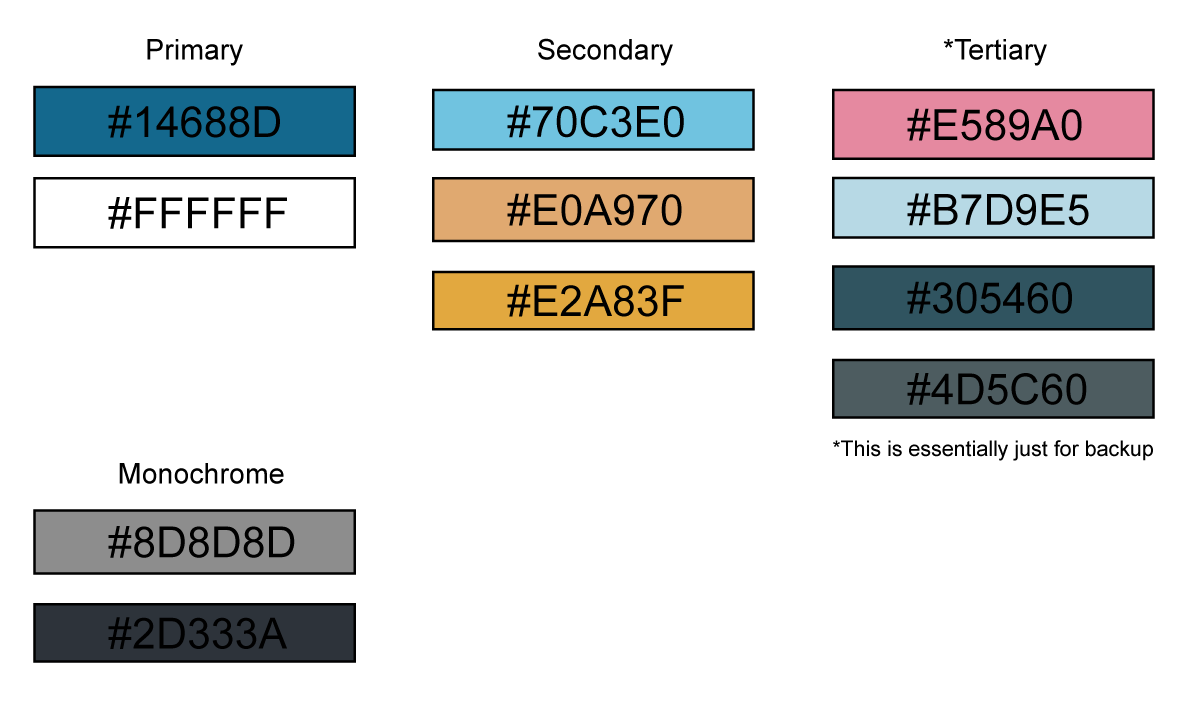 Primary
#14688D
#FFFFFF
Secondary
#70C3E0
#E0A970
#E2A83F
*Tertiary
#E589A0
#B7D9E5
#305460
#4D5C60
*This is essentially just for backup
Monochrome
#8D8D8D
#2D333A